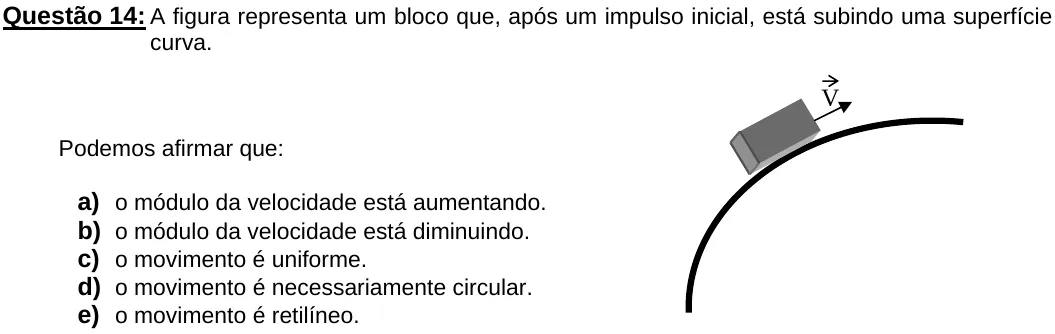 Questão 14: A figura representa um bloco que, após um impulso inicial, está subindo uma superfície
curva.
V
Podemos afirmar que:
a) o módulo da velocidade está aumentando.
b) o módulo da velocidade está diminuindo.
c) o movimento é uniforme.
d) o movimento é necessariamente circular.
e) o movimento é retilíneo.